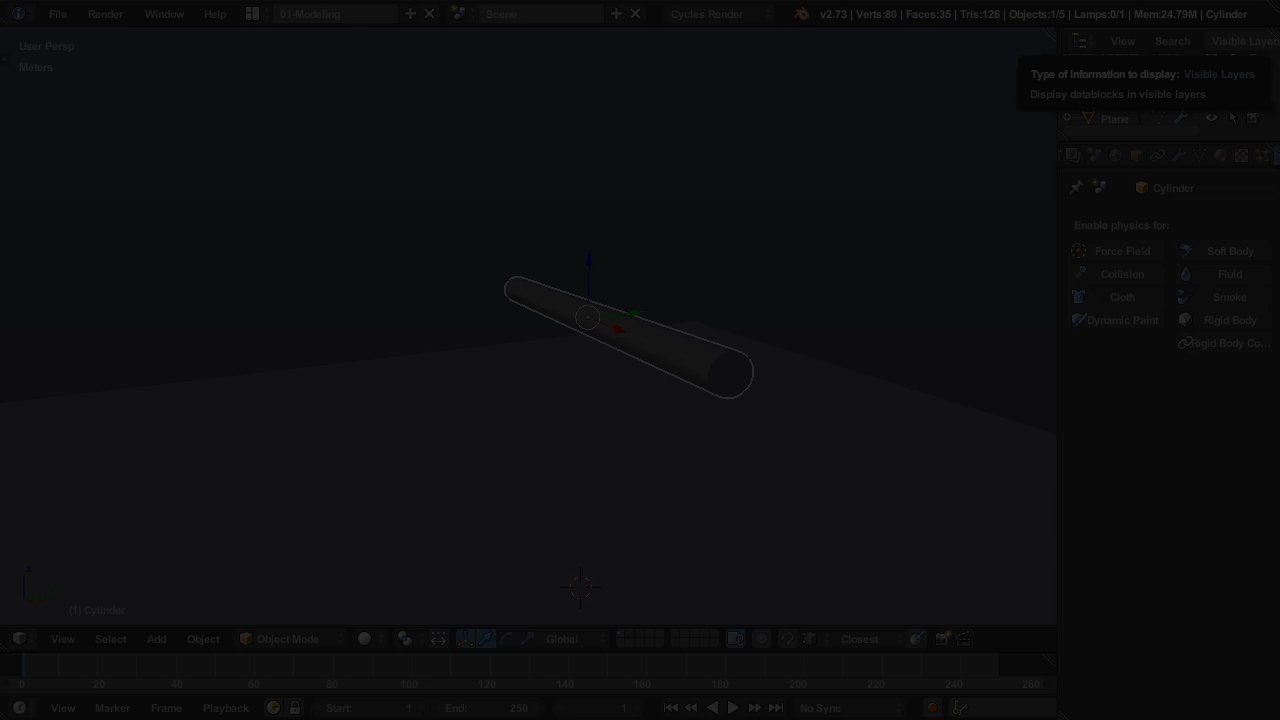 File Render Window Help 01-Modeling Scene Cycles Render v2.73 | Verts:80 | Faces:35 | Tris:126 | Objects:1/5 | Lamps:0/1 | Mem:24.79M | Cylinder
User Persp
Meters
View Search Visible Layer
Type of information to display: Visible Layers
Display datablocks in visible layers
Plane
Cylinder
Enable physics for:
Force Field Soft Body
Collision Fluid
Cloth Smoke
Dynamic Paint Rigid Body
Rigid Body Co...
(1) Cylinder
View Select Add Object Object Mode Global Closest
0 20 40 60 80 100 120 140 160 180 200 220 240 260
View Marker Frame Playback Start: 1 End: 250 1 No Sync